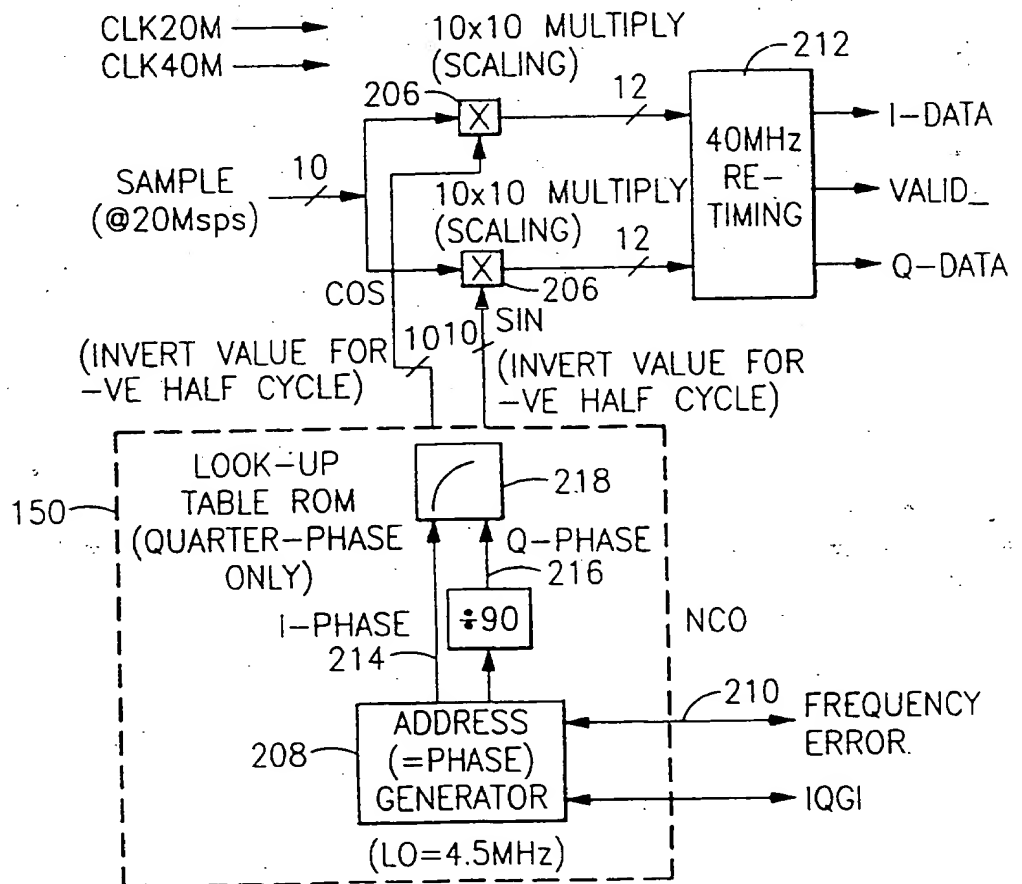 CLK20M
CLK40M
10x10 MULTIPLY
(SCALING)
206
X
12
212
SAMPLE
(@20Msps)
10
40MHz
RE-
TIMING
I-DATA
VALID_
Q-DATA
10x10 MULTIPLY
(SCALING)
X
12
206
COS
10
10
SIN
(INVERT VALUE FOR
-VE HALF CYCLE)
(INVERT VALUE FOR
-VE HALF CYCLE)
150
LOOK-UP
TABLE ROM
(QUARTER-PHASE
ONLY)
218
Q-PHASE
216
I-PHASE
214
÷90
NCO
208
ADDRESS
(=PHASE)
GENERATOR
210
FREQUENCY
ERROR.
IQGI
(LO=4.5MHz)